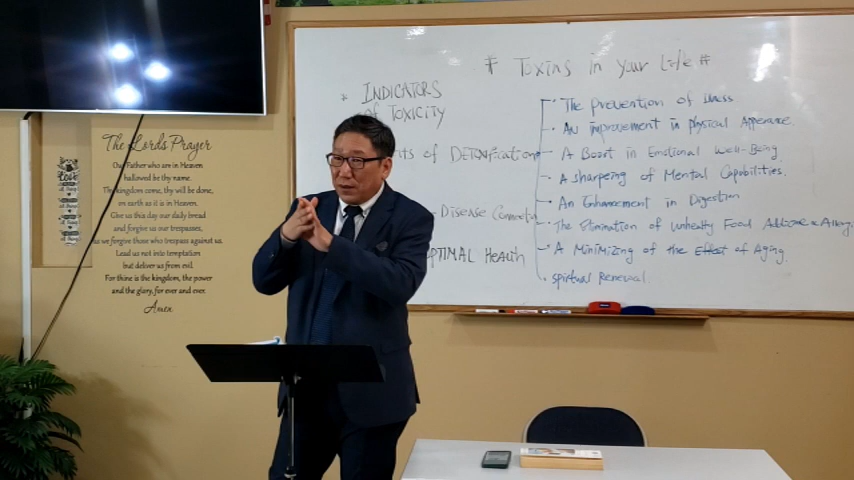 The Lords Prayer
Our Father who are in Heaven
hallowed be thy name.
Thy kingdom come, thy will be done,
on earth as it is in Heaven.
Give us this day our daily bread
and forgive us our trespasses,
as we forgive those who trespass against us.
Lead us not into temptation
but deliver us from evil.
For thine is the kingdom, the power
and the glory, for ever and ever.
Amen
# Toxins in your Life #
* INDICATORS
of TOXICITY
of DETOXification
Disease Connection
OPTIMAL Health
· The prevention of illness
· An improvement in physical Apperance.
· A Boost in Emotional Well-Being
· A sharpening of Mental Capabilities.
· An Enhancement in Digestion
· The Elimination of unhealthy Food
· A Minimizing of the Effect of Aging.
· spiritual Renewal.